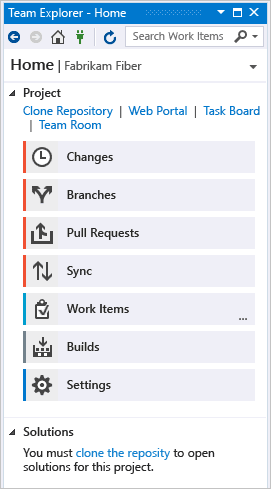 Team Explorer - Home
Search Work Items
Home | Fabrikam Fiber
Project
Clone Repository | Web Portal | Task Board
| Team Room
Changes
Branches
Pull Requests
Sync
Work Items
...
Builds
Settings
Solutions
You must clone the reposity to open
solutions for this project.